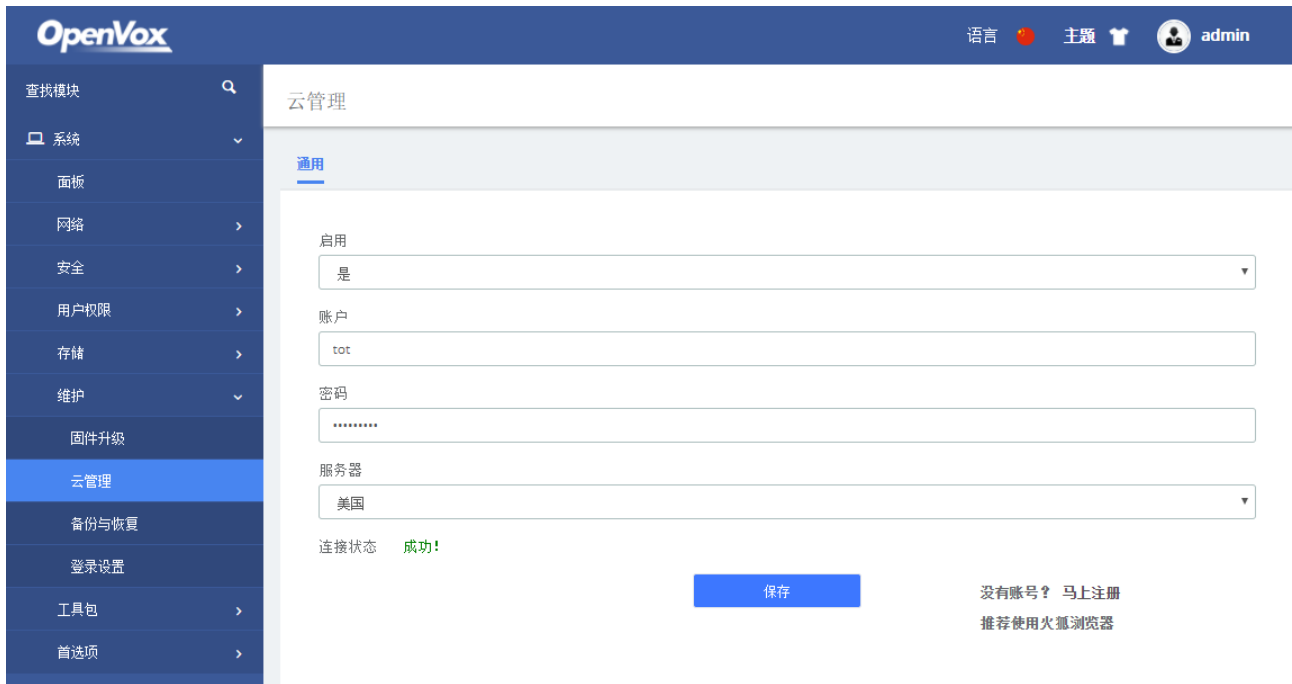 OpenVox
语言 主题 admin
查找模块
云管理
系统
通用
面板
网络
安全
用户权限
存储
维护
固件升级
云管理
备份与恢复
登录设置
工具包
首选项
启用
是
账户
tot
密码
•••••••••
服务器
美国
连接状态 成功!
保存
没有账号? 马上注册
推荐使用火狐浏览器